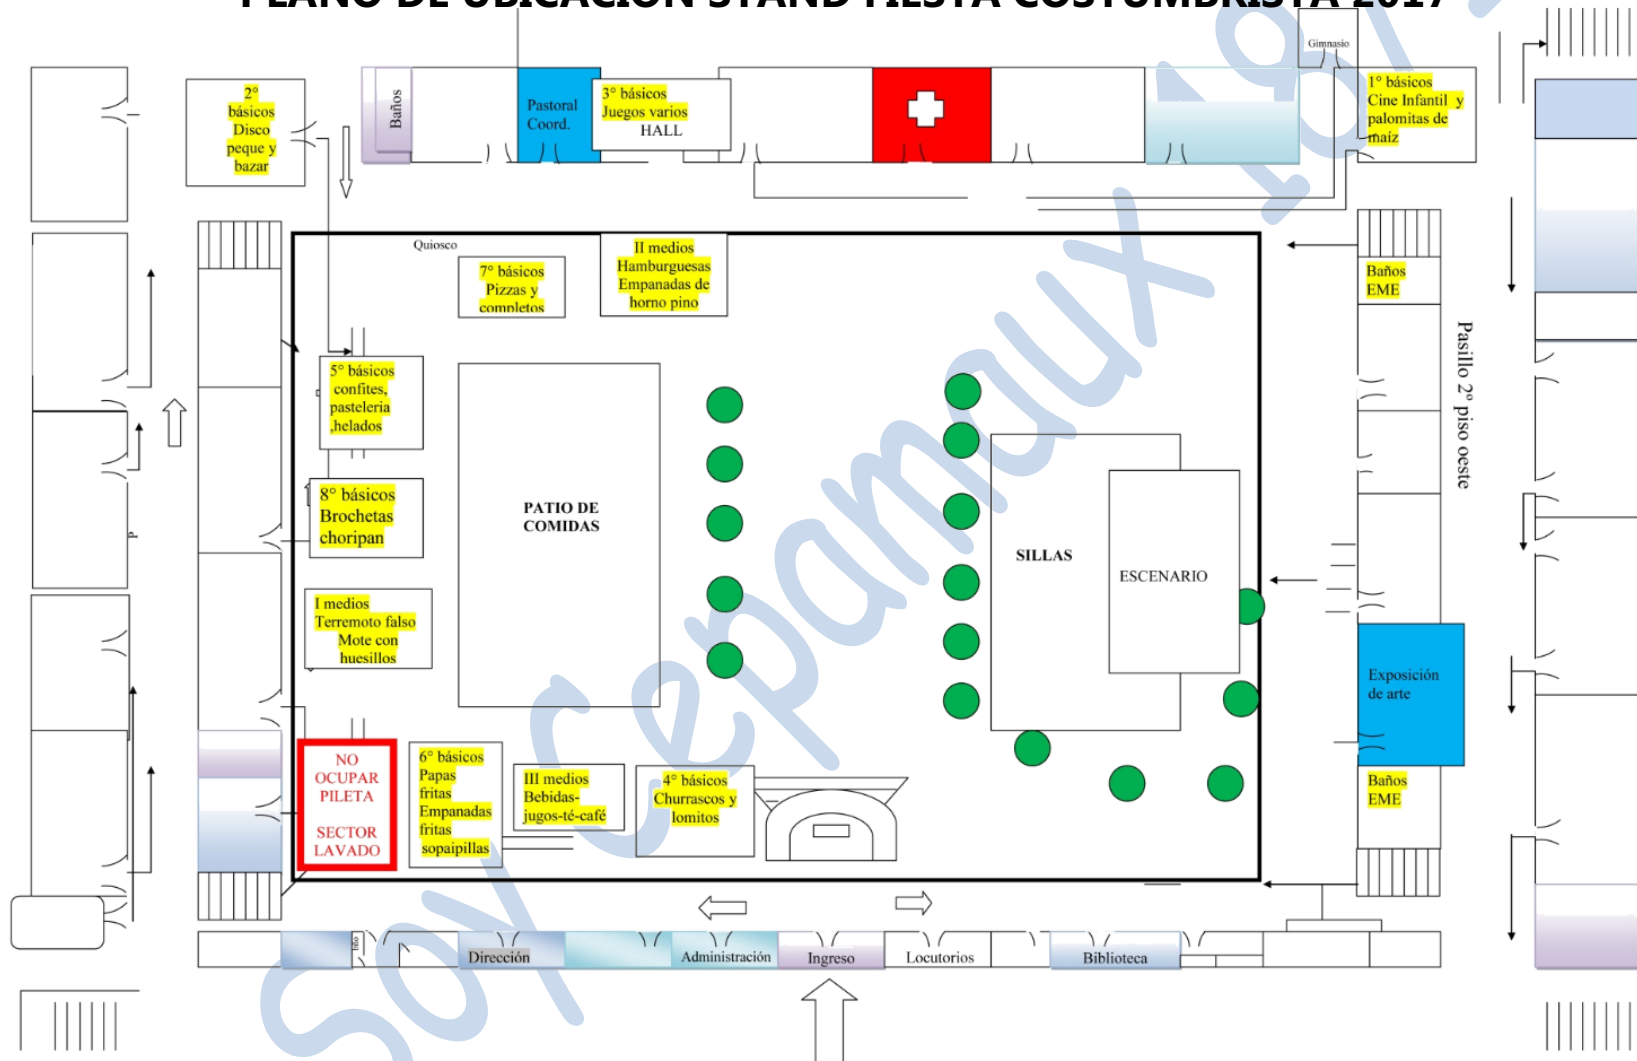 PLANO DE UBICACIÓN STAND FIESTA COSTUMBRISTA 2017
Gimnasio
2°
básicos
Disco
peque y
bazar
Baños
Pastoral
Coord.
3° básicos
Juegos varios
HALL
1° básicos
Cine Infantil y
palomitas de
maíz
Quiosco
7° básicos
Pizzas y
completos
II medios
Hamburguesas
Empanadas de
horno pino
Baños
EME
Pasillo 2° piso oeste
5° básicos
confites,
pasteleria
,helados
8° básicos
Brochetas
choripan
P
PATIO DE
COMIDAS
SILLAS
ESCENARIO
I medios
Terremoto falso
Mote con
huesillos
Exposición
de arte
NO
OCUPAR
PILETA
SECTOR
LAVADO
6° básicos
Papas
fritas
Empanadas
fritas
sopaipillas
III medios
Bebidas-
jugos-té-café
4° básicos
Churrascos y
lomitos
Baños
EME
Dirección
Administración
Ingreso
Locutorios
Biblioteca
Soy Cepamaux